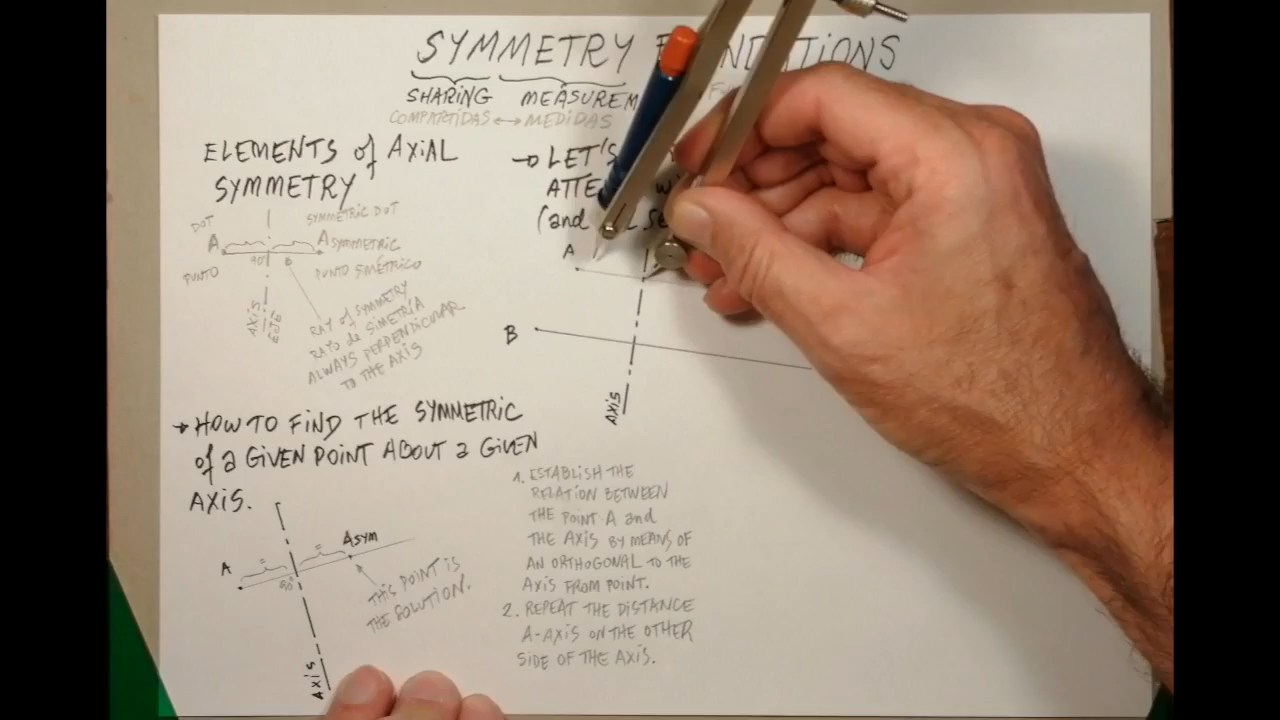 SYMMETRY
SHARING MEASUREM
COMPARTIDAS ↔ MEDIDAS
ELEMENTS of AXIAL
SYMMETRY
DOT
SYMMETRIC DOT
A
A SYMMETRIC
90°
PUNTO
PUNTO SIMÉTRICO
AXIS
EJE
RAY of SYMMETRY
RAYO de SIMETRÍA
ALWAYS PERPENDICULAR
TO THE AXIS
→ HOW TO FIND THE SYMMETRIC
of a GIVEN POINT ABOUT a GIVEN
AXIS.
A
=
=
ASYM
90°
THIS POINT IS
THE SOLUTION.
AXIS
→ LET'S
(and
A
B
AXIS
1. ESTABLISH THE
RELATION BETWEEN
THE POINT A and
THE AXIS BY MEANS OF
AN ORTHOGONAL TO THE
AXIS FROM POINT.
2. REPEAT THE DISTANCE
A-AXIS ON THE OTHER
SIDE OF THE AXIS.